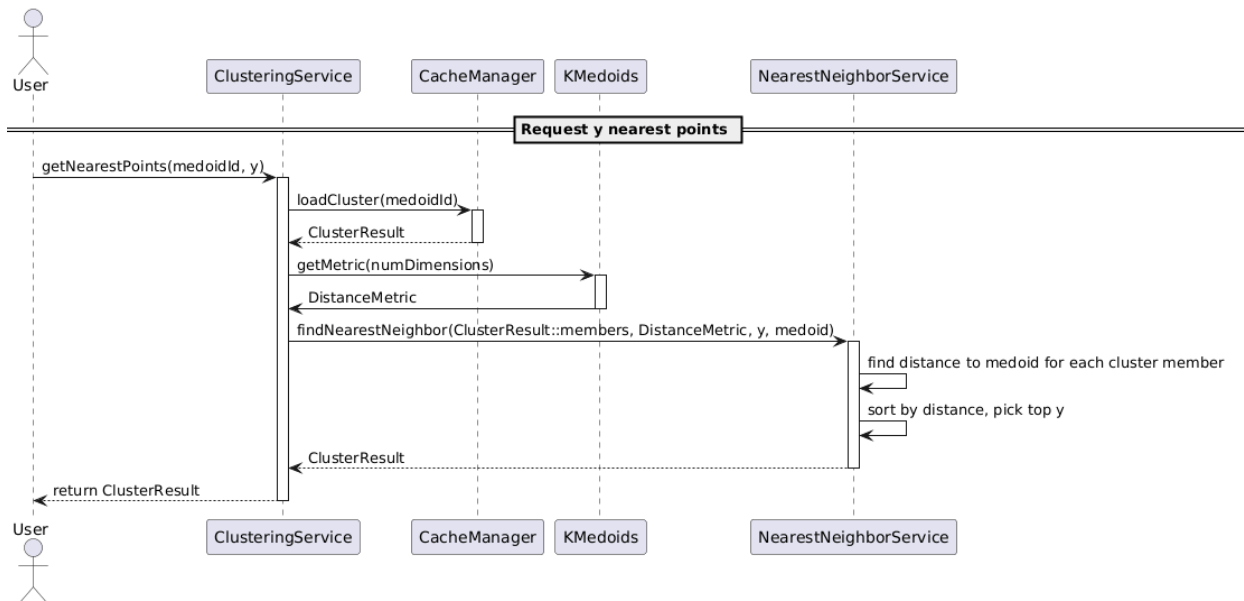 User
ClusteringService
CacheManager
KMedoids
NearestNeighborService
Request y nearest points
getNearestPoints(medoidId, y)
loadCluster(medoidId)
ClusterResult
getMetric(numDimensions)
DistanceMetric
findNearestNeighbor(ClusterResult::members, DistanceMetric, y, medoid)
find distance to medoid for each cluster member
sort by distance, pick top y
ClusterResult
return ClusterResult
User
ClusteringService
CacheManager
KMedoids
NearestNeighborService